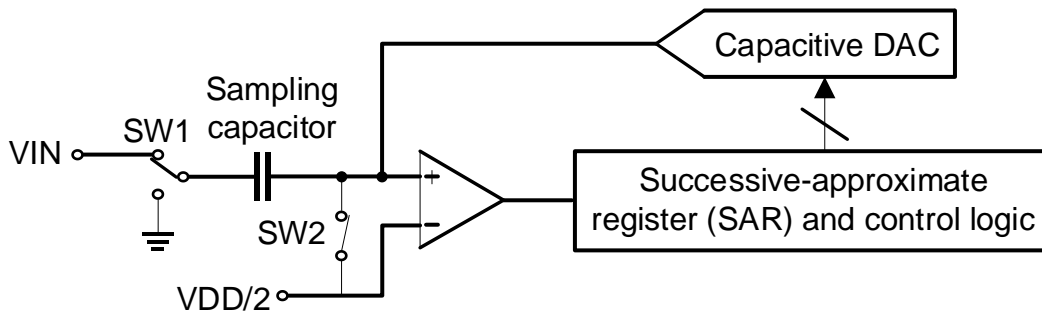 Capacitive DAC
Sampling
capacitor
SW1
VIN
+
Successive-approximate
register (SAR) and control logic
SW2
−
VDD/2